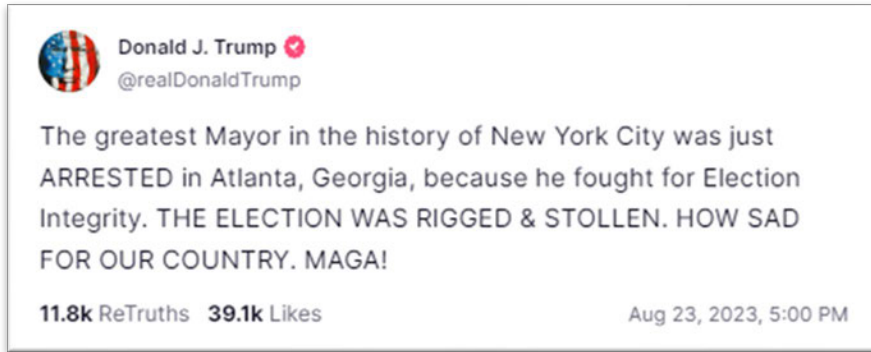 Donald J. Trump
@realDonaldTrump
The greatest Mayor in the history of New York City was just
ARRESTED in Atlanta, Georgia, because he fought for Election
Integrity. THE ELECTION WAS RIGGED & STOLLEN. HOW SAD
FOR OUR COUNTRY. MAGA!
11.8k ReTruths 39.1k Likes Aug 23, 2023, 5:00 PM